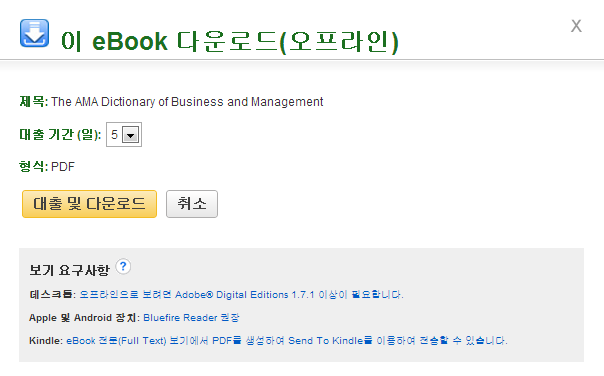 이 eBook 다운로드(오프라인)
X
제목: The AMA Dictionary of Business and Management
대출 기간 (일): 5
형식: PDF
대출 및 다운로드 취소
보기 요구사항 ?
데스크톱: 오프라인으로 보려면 Adobe® Digital Editions 1.7.1 이상이 필요합니다.
Apple 및 Android 장치: Bluefire Reader 권장
Kindle: eBook 전문(Full Text) 보기에서 PDF를 생성하여 Send To Kindle을 이용하여 전송할 수 있습니다.